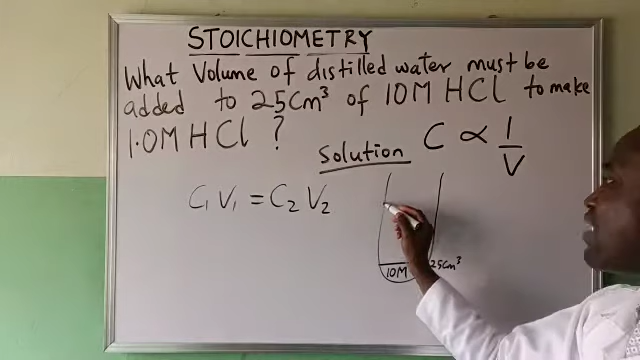 STOICHIOMETRY
What Volume of distilled water must be
added to 25Cm³ of 10M HCl to make
1.0M HCl ?
Solution
C ∝ 1/V
C₁V₁ = C₂V₂
10M
25Cm³